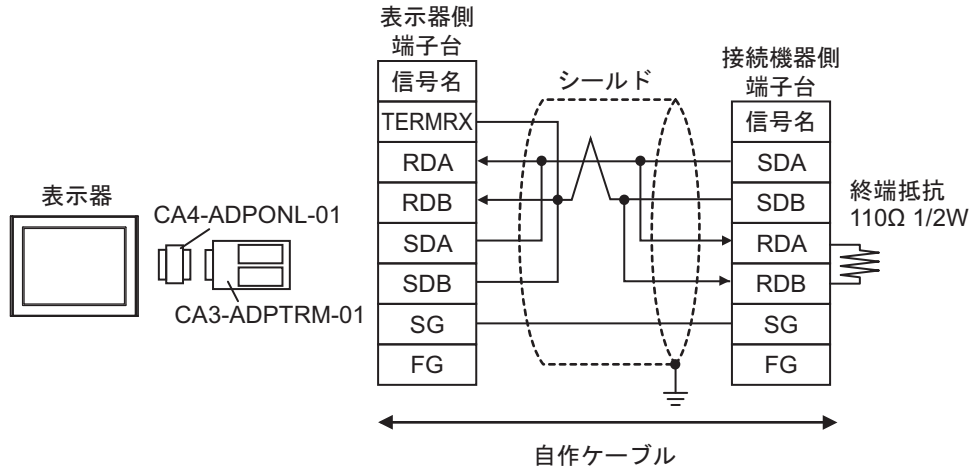 表示器
CA4-ADPONL-01
CA3-ADPTRM-01
表示器側
端子台
信号名
TERMRX
RDA
RDB
SDA
SDB
SG
FG
シールド
接続機器側
端子台
信号名
SDA
SDB
RDA
RDB
SG
FG
終端抵抗
110Ω 1/2W
自作ケーブル